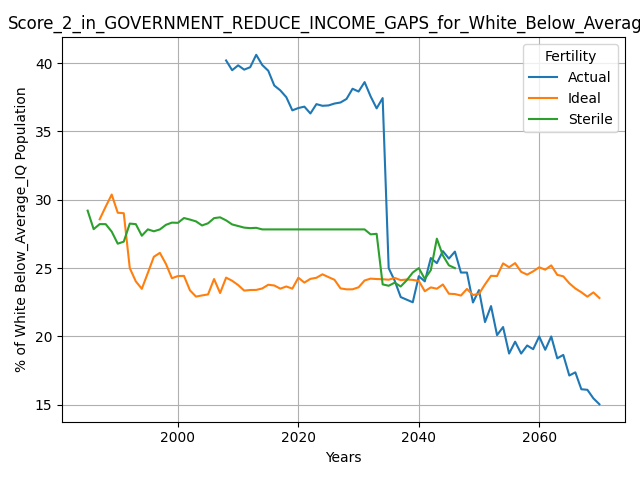 Score_2_in_GOVERNMENT_REDUCE_INCOME_GAPS_for_White_Below_Averag
% of White Below_Average_IQ Population
40
35
30
25
20
15
Fertility
Actual
Ideal
Sterile
2000 2020 2040 2060
Years